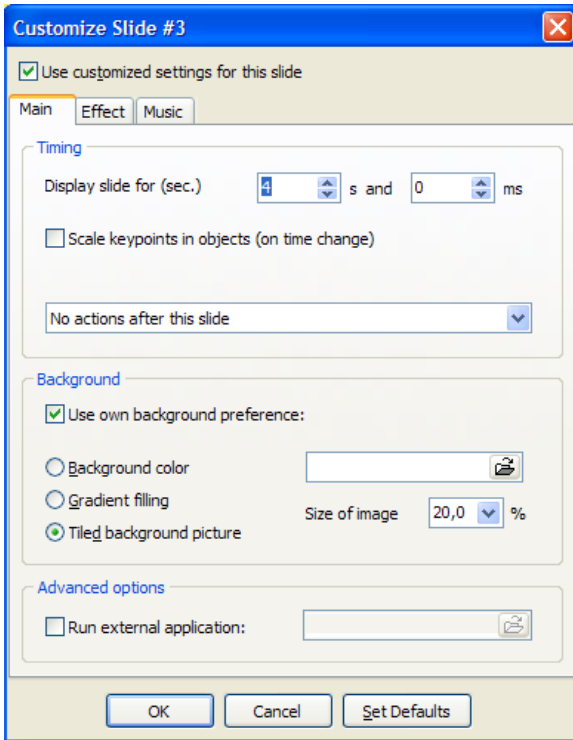 Customize Slide #3
Use customized settings for this slide
Main Effect Music
Timing
Display slide for (sec.) 4 s and 0 ms
Scale keypoints in objects (on time change)
No actions after this slide
Background
Use own background preference:
Background color
Gradient filling
Size of image 20,0 %
Tiled background picture
Advanced options
Run external application:
OK Cancel Set Defaults